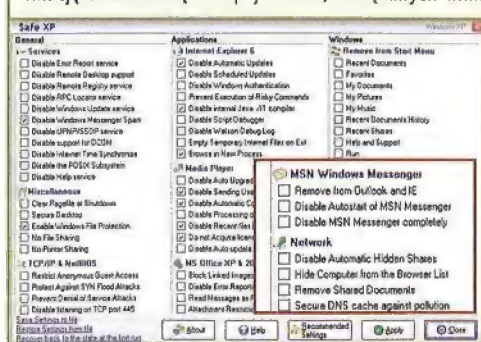 Safe XP
Windows XP
General
Services
Disable Error Report service
Disable Remote Desktop support
Disable Remote Registry service
Disable RPC Locator service
Disable Windows Update service
Disable Windows Messenger Spam
Disable UPNP/SSDP service
Disable support for DCOM
Disable Internet Time Synchronize
Disable the POSIX Subsystem
Disable Help service
Miscellaneous
Clear Pagefile at Shutdown
Secure Desktop
Enable Windows File Protection
No File Sharing
No Printer Sharing
TCP/IP & NetBIOS
Restrict Anonymous Guest Access
Protect Against SYN Flood Attacks
Prevent Denial of Service Attacks
Disable listening on TCP port 445
Save Settings to file
Restore Settings from file
Recover back to the state at the first run
Applications
Internet Explorer 6
Disable Automatic Updates
Disable Scheduled Updates
Disable Windows Authentication
Prevent Execution of Risky Commands
Disable internal Java JIT compiler
Disable Script Debugger
Disable Watson Debug Log
Empty Temporary Internet Files on Exit
Browse in New Process
Media Player
Disable Auto Upgrade
Disable Sending
Disable Automatic
Disable Processing
Disable Recent files
Do not Acquire licen
Disable Auto update
MS Office XP & 20
Block Linked Images
Disable Error Report
Read Messages as
Attachment
Windows
Remove from Start Menu
Recent Documents
Favorites
My Documents
My Pictures
My Music
Recent Documents History
Recent Shares
Help and Support
Run
MSN Windows Messenger
Remove from Outlook and IE
Disable Autostart of MSN Messenger
Disable MSN Messenger completely
Network
Disable Automatic Hidden Shares
Hide Computer from the Browser List
Remove Shared Documents
Secure DNS cache against pollution
About
Help
Recommended Settings
Apply
Close